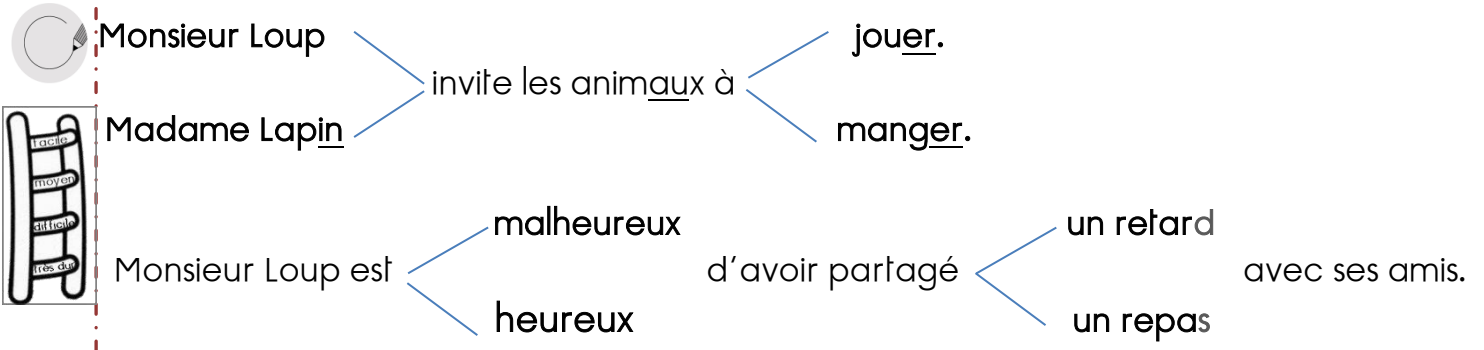 Monsieur Loup
jouer.
invite les animaux à
Madame Lapin
manger.
facile
moyen
difficile
très dur
malheureux
un retard
Monsieur Loup est
d'avoir partagé
avec ses amis.
heureux
un repas